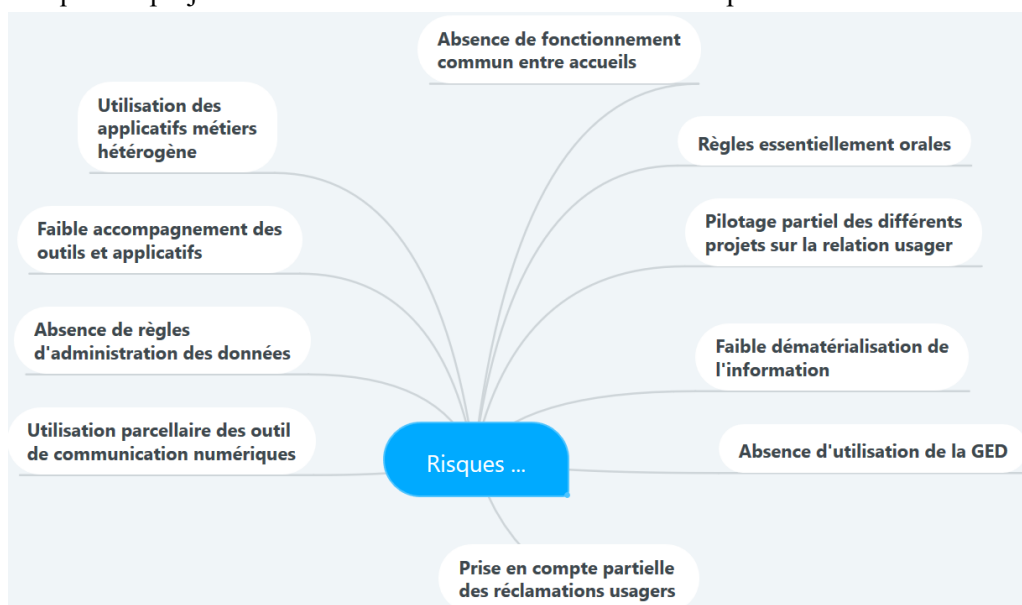 Absence de fonctionnement
commun entre accueils
Utilisation des
applicatifs métiers
hétérogène
Règles essentiellement orales
Faible accompagnement des
outils et applicatifs
Pilotage partiel des différents
projets sur la relation usager
Absence de règles
d'administration des données
Faible dématérialisation de
l'information
Utilisation parcellaire des outil
de communication numériques
Risques ...
Absence d'utilisation de la GED
Prise en compte partielle
des réclamations usagers